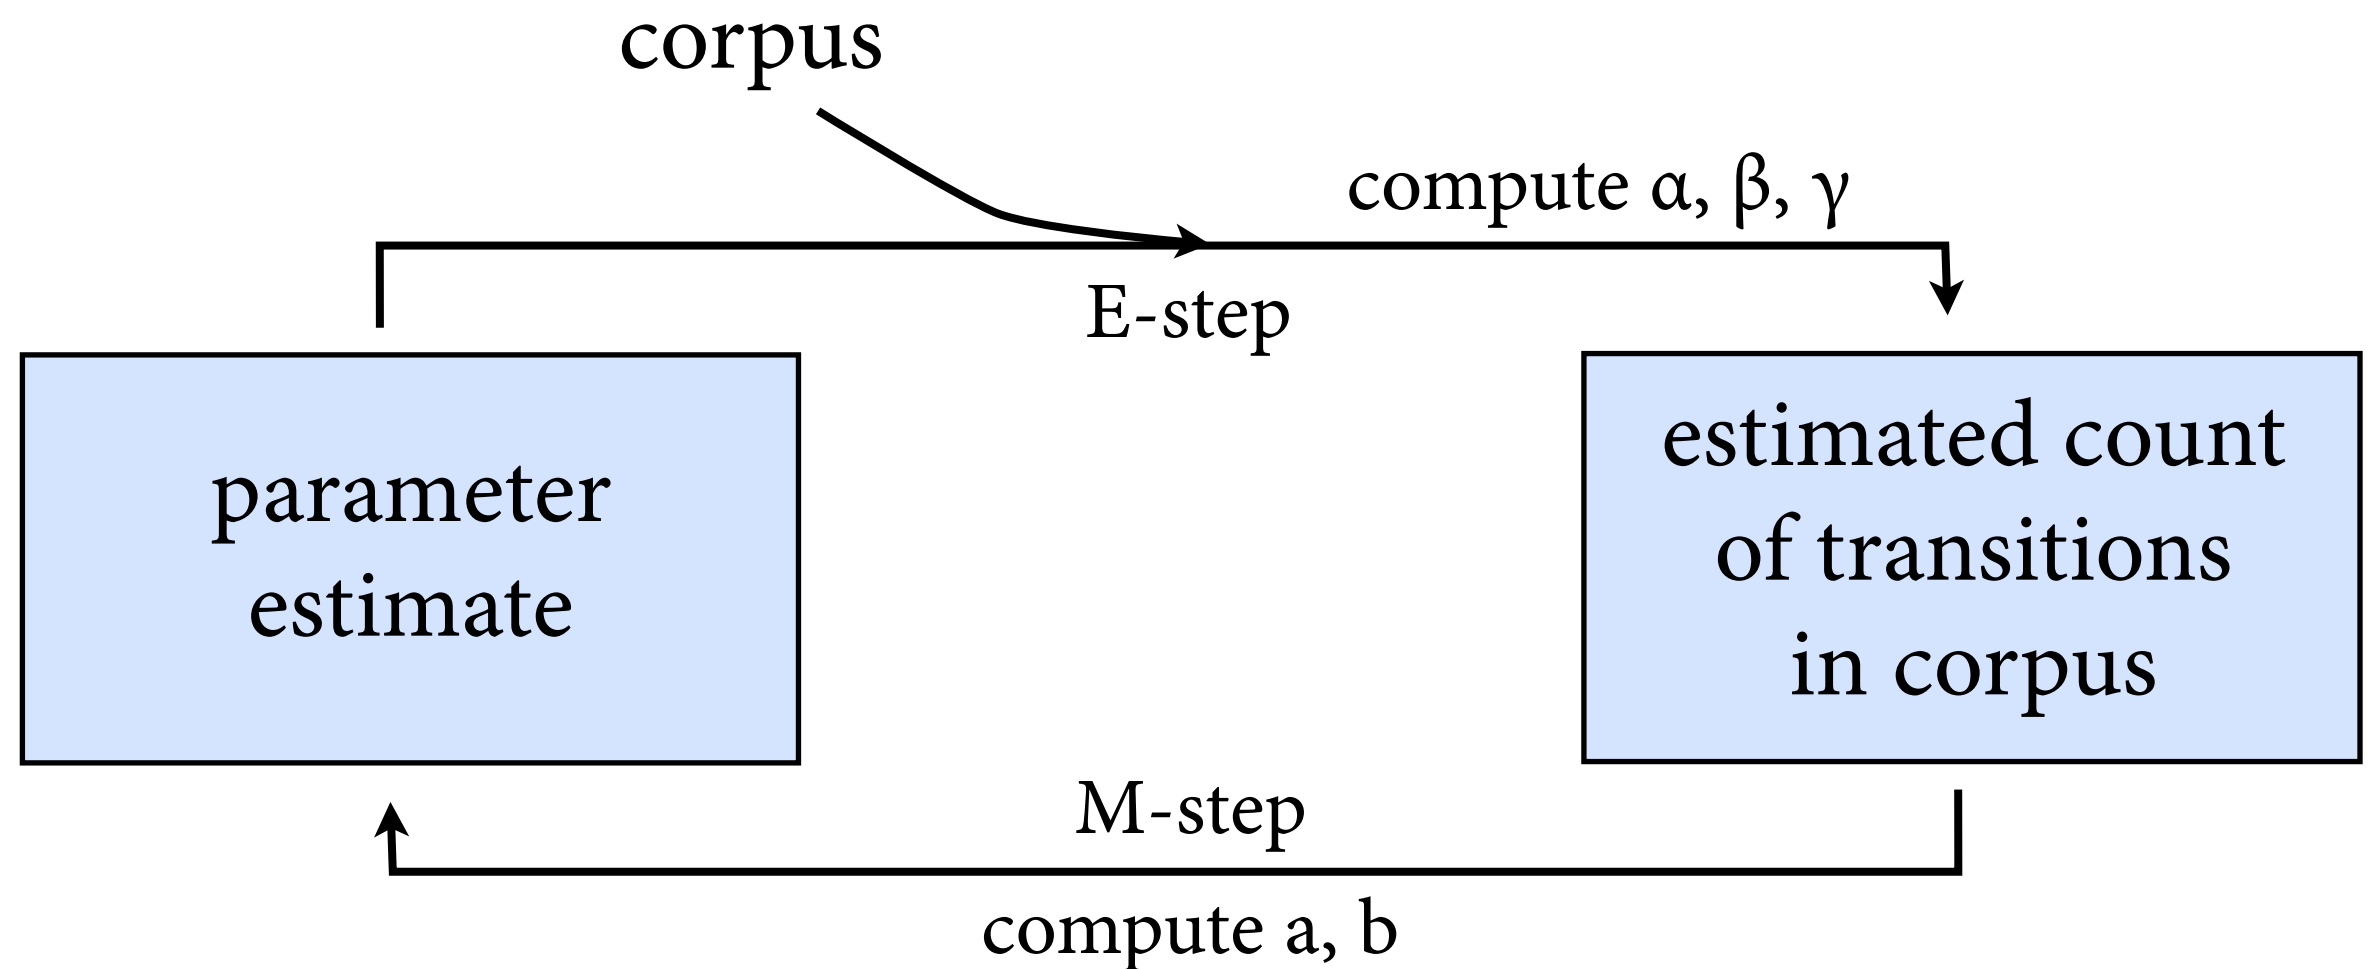 corpus
compute α, β, γ
E-step
parameter
estimate
estimated count
of transitions
in corpus
M-step
compute a, b